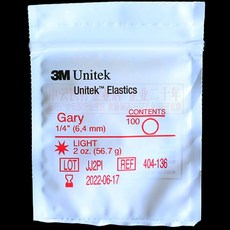 3M Unitek
Unitek™ Elastics
Gary
1/4" (6,4 mm)
CONTENTS
100
LIGHT
2 oz. (56.7 g)
LOT JJ2PI REF 404-136
2022-06-17